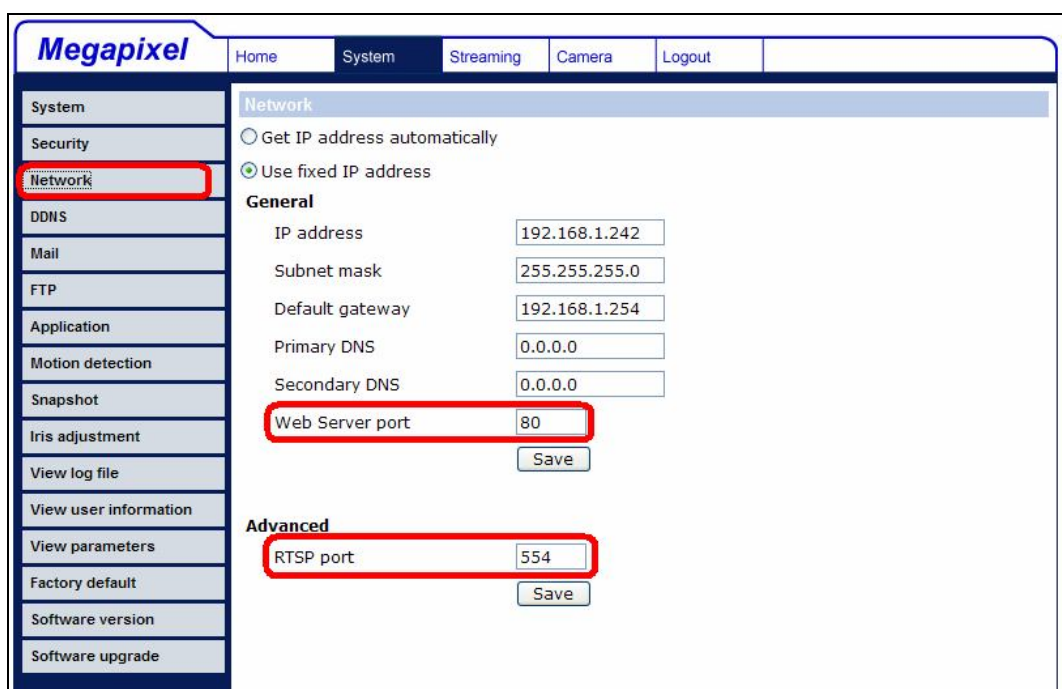 Megapixel
Home System Streaming Camera Logout
System
Security
Network
DDNS
Mail
FTP
Application
Motion detection
Snapshot
Iris adjustment
View log file
View user information
View parameters
Factory default
Software version
Software upgrade
Network
Get IP address automatically
Use fixed IP address
General
IP address 192.168.1.242
Subnet mask 255.255.255.0
Default gateway 192.168.1.254
Primary DNS 0.0.0.0
Secondary DNS 0.0.0.0
Web Server port 80
Save
Advanced
RTSP port 554
Save